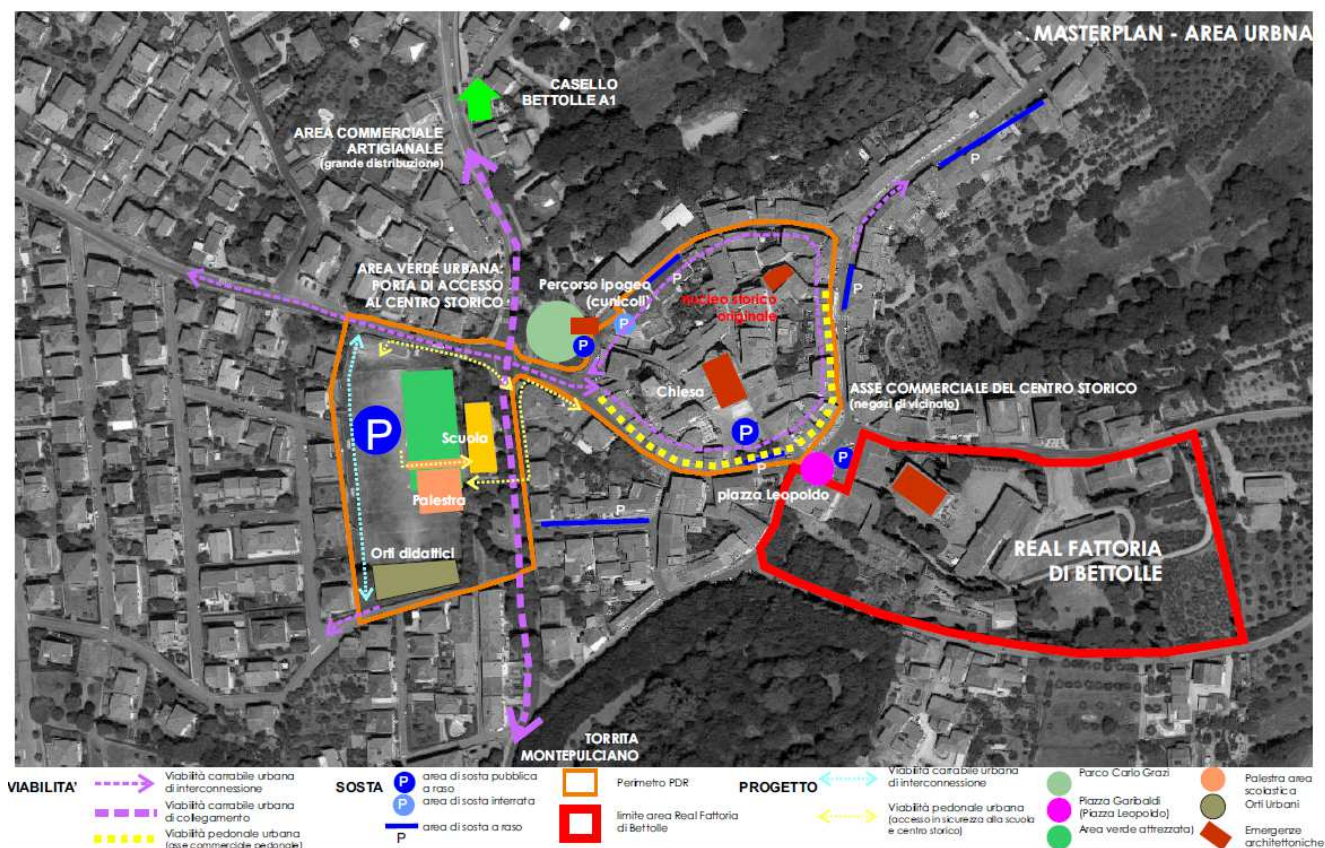 . MASTERPLAN - AREA URBNA
CASELLO
BETTOLLE A1
AREA COMMERCIALE
ARTIGIANALE
(grande distribuzione)
P
AREA VERDE URBANA:
PORTA DI ACCESSO
AL CENTRO STORICO
Percorso ipogeo
(cunicoli)
P
P
P
P
nucleo storico
originale
Chiesa
ASSE COMMERCIALE DEL CENTRO STORICO
(negozi di vicinato)
P
Scuola
P
P
P
piazza Leopoldo
Palestra
P
REAL FATTORIA
DI BETTOLLE
Orti didattici
TORRITA
MONTEPULCIANO
VIABILITA'
Viabilità carrabile urbana
di interconnessione
Viabilità carrabile urbana
di collegamento
Viabilità pedonale urbana
(asse commerciale pedonale)
SOSTA
P
area di sosta pubblica
a raso
P
area di sosta interrata
P
area di sosta a raso
Perimetro PDR
limite area Real Fattoria
di Bettolle
PROGETTO
Viabilità carrabile urbana
di interconnessione
Viabilità pedonale urbana
(accesso in sicurezza alla scuola
e centro storico)
Parco Carlo Grazi
Piazza Garibaldi
(Piazza Leopoldo)
Area verde attrezzata)
Palestra area
scolastica
Orti Urbani
Emergenze
architettoniche